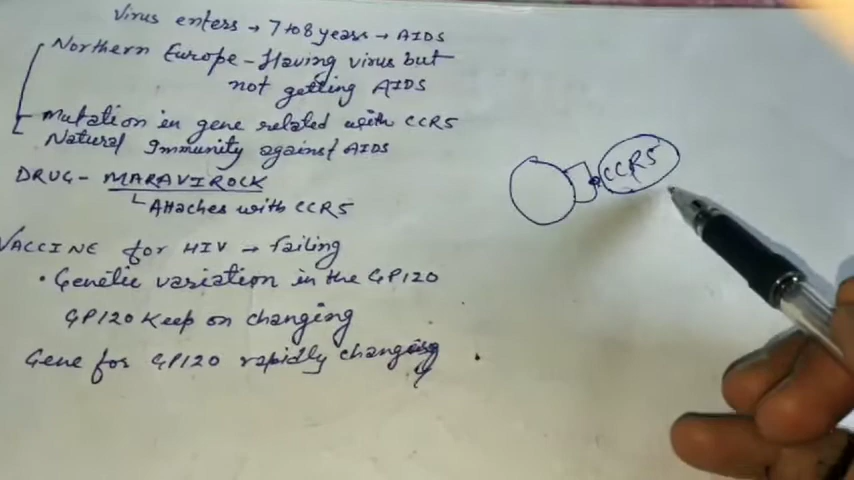 Virus enters → 7 to 8 years → AIDS
Northern Europe - Having virus but
not getting AIDS
Mutation in gene related with CCR5
Natural Immunity against AIDS
DRUG - MARAVIROCK
Attaches with CCR5
VACCINE for HIV → Failing
• Genetic variation in the GP120
GP120 Keep on changing
Gene for GP120 rapidly changing
CCR5